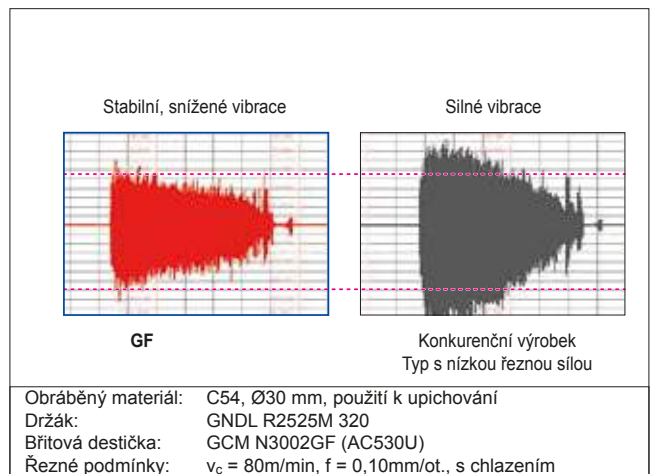 Stabilní, snížené vibrace
Silné vibrace
GF
Konkurenční výrobek
Typ s nízkou řeznou sílou
Obráběný materiál: C54, Ø30 mm, použití k upichování
Držák: GNDL R2525M 320
Břitová destička: GCM N3002GF (AC530U)
Řezné podmínky: vc = 80m/min, f = 0,10mm/ot., s chlazením